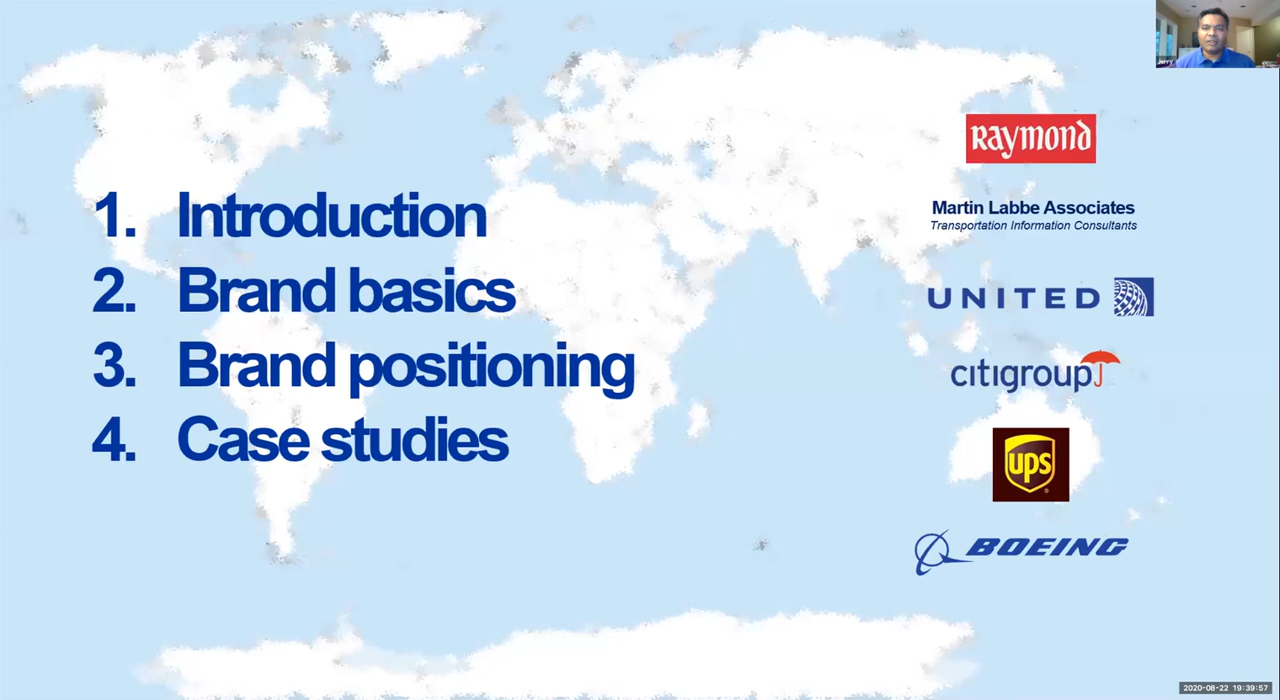 Jerry
1. Introduction
2. Brand basics
3. Brand positioning
4. Case studies
Raymond
Martin Labbe Associates
Transportation Information Consultants
UNITED
citigroup
ups
BOEING
2020-08-22 19:39:57